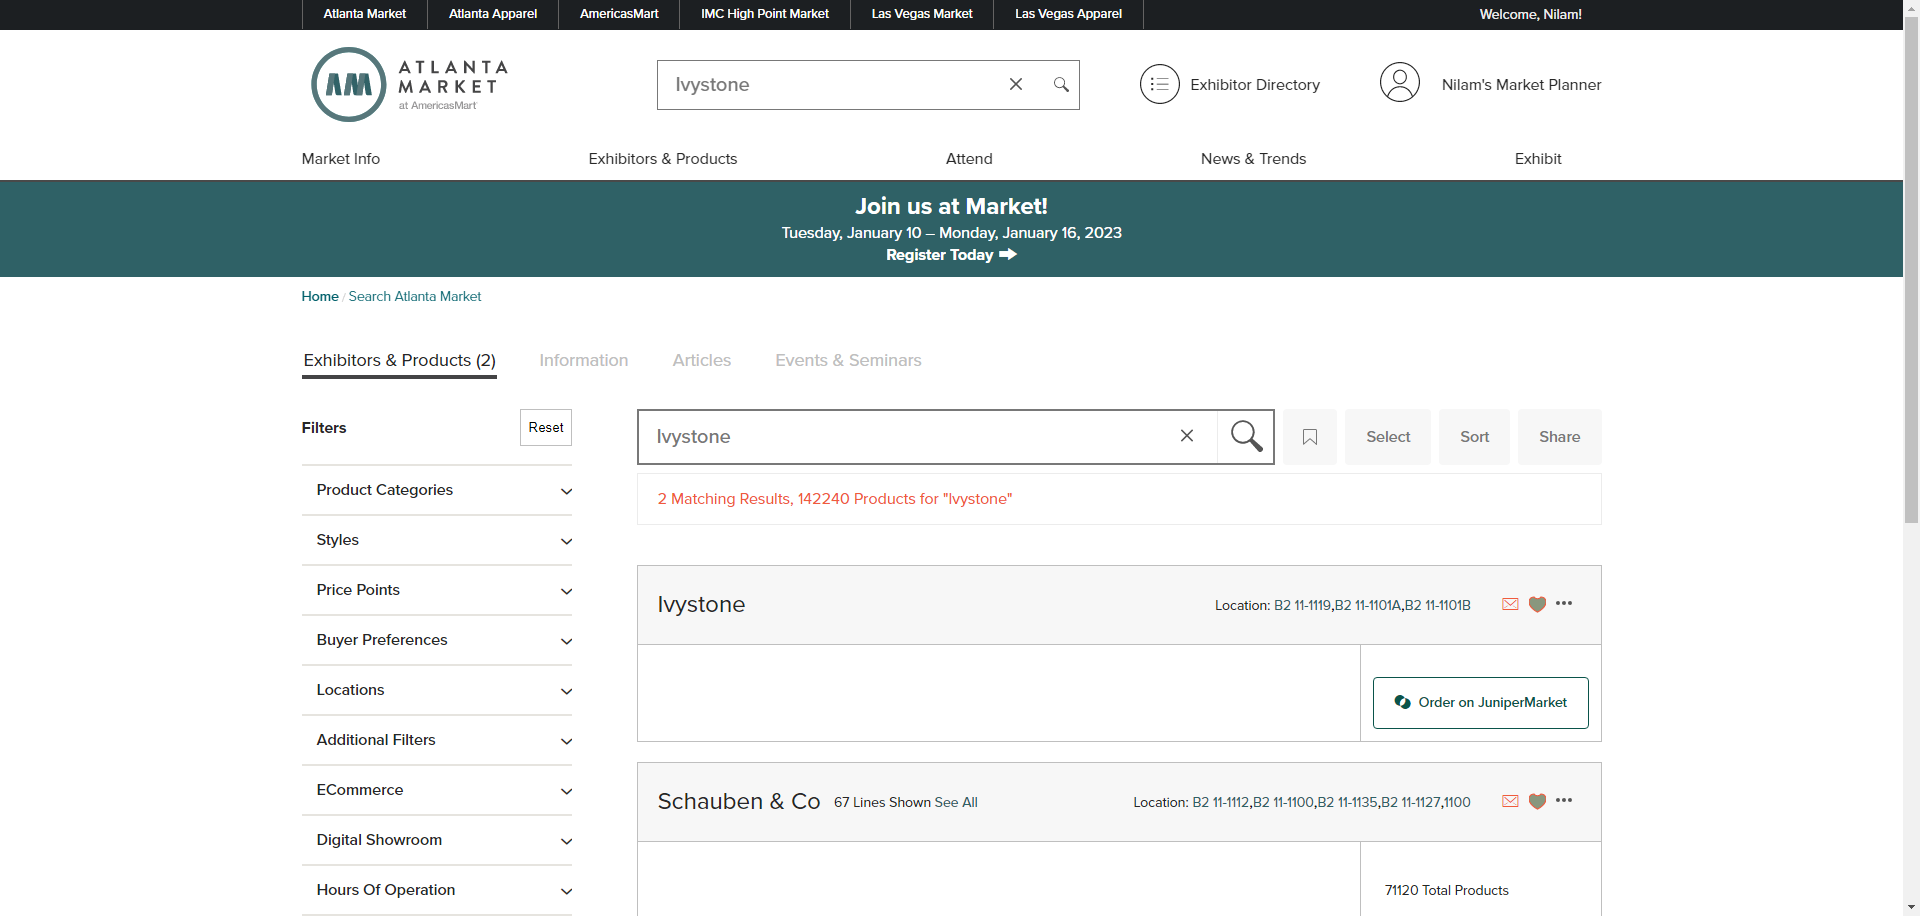 Atlanta Market
Atlanta Apparel
AmericasMart
IMC High Point Market
Las Vegas Market
Las Vegas Apparel
Welcome, Nilam!
AM
ATLANTA
MARKET
at AmericasMart
Ivystone
Exhibitor Directory
Nilam's Market Planner
Market Info
Exhibitors & Products
Attend
News & Trends
Exhibit
Join us at Market!
Tuesday, January 10 – Monday, January 16, 2023
Register Today
Home / Search Atlanta Market
Exhibitors & Products (2)
Information
Articles
Events & Seminars
Filters
Reset
Product Categories
Styles
Price Points
Buyer Preferences
Locations
Additional Filters
ECommerce
Digital Showroom
Hours Of Operation
Ivystone
Select
Sort
Share
2 Matching Results, 142240 Products for "Ivystone"
Ivystone
Location: B2 11-1119,B2 11-1101A,B2 11-1101B
Order on JuniperMarket
Schauben & Co 67 Lines Shown See All
Location: B2 11-1112,B2 11-1100,B2 11-1135,B2 11-1127,1100
71120 Total Products